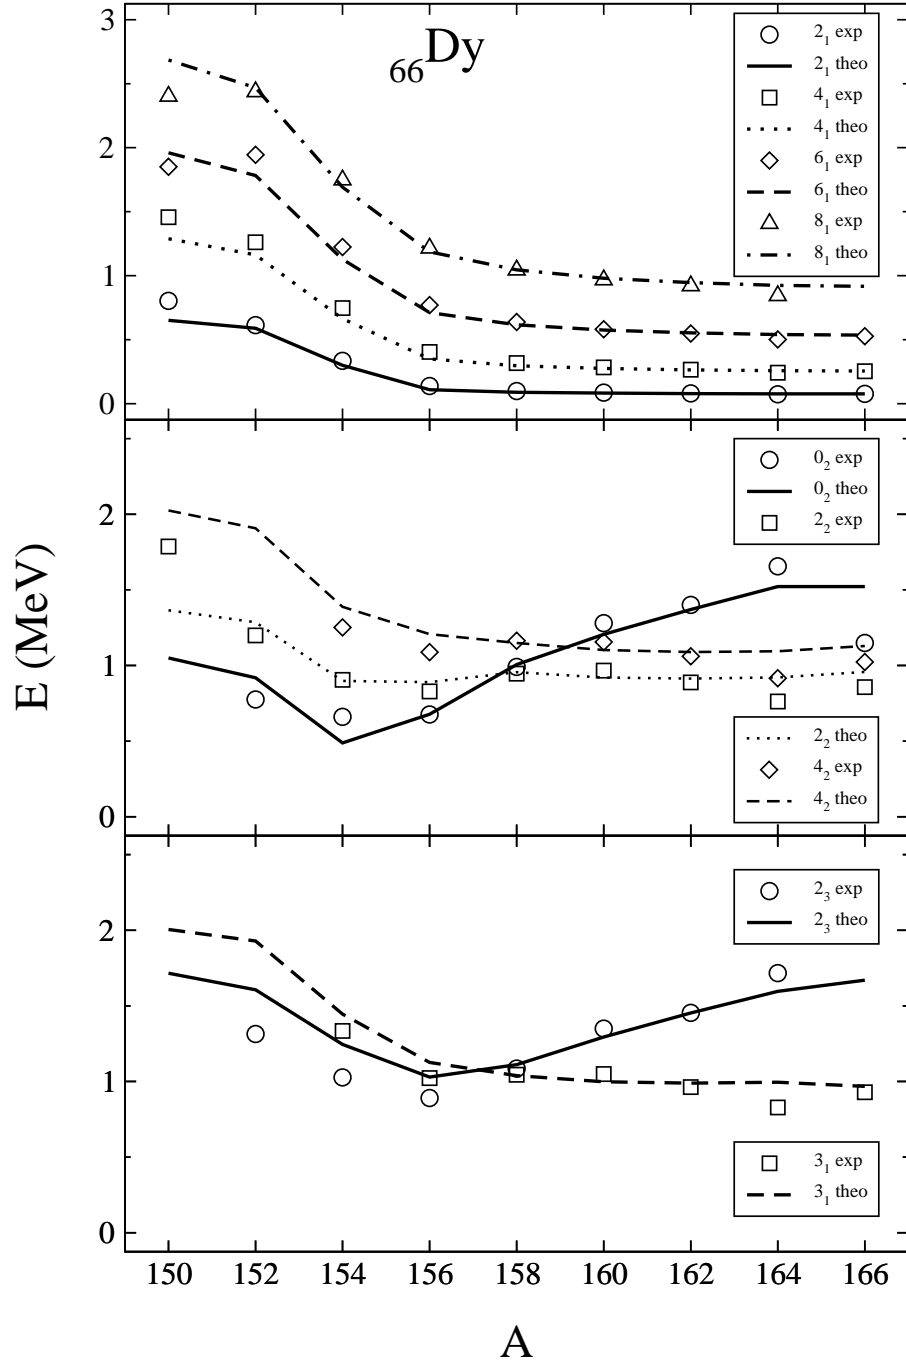 ₆₆Dy
3
2
1
0
2₁ exp
2₁ theo
4₁ exp
4₁ theo
6₁ exp
6₁ theo
8₁ exp
8₁ theo
E (MeV)
2
1
0
0₂ exp
0₂ theo
2₂ exp
2₂ theo
4₂ exp
4₂ theo
2
1
0
2₃ exp
2₃ theo
3₁ exp
3₁ theo
150 152 154 156 158 160 162 164 166
A